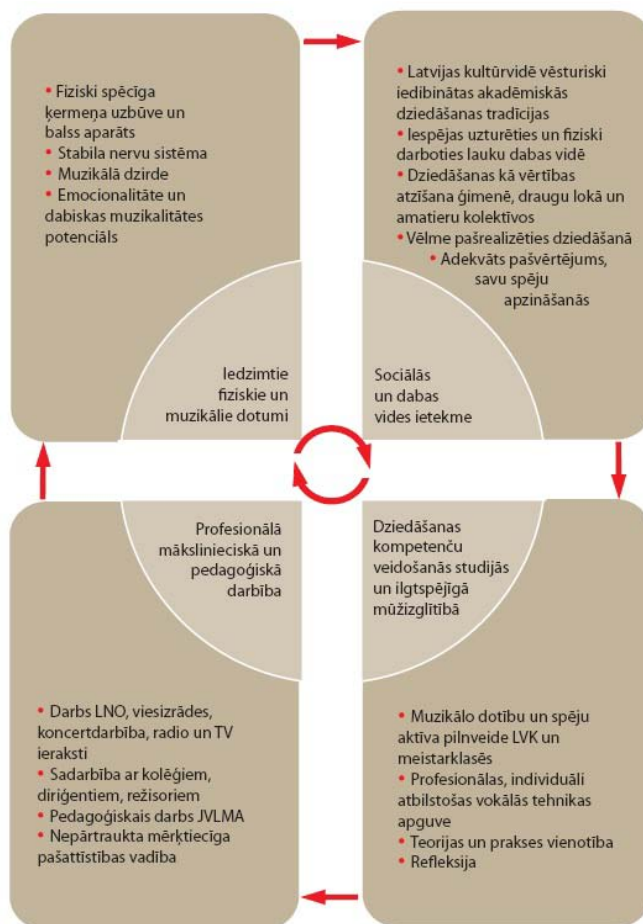 • Fiziski spēcīga
ķermeņa uzbūve un
balss aparāts
• Stabila nervu sistēma
• Muzikālā dzirde
• Emocionalitāte un
dabiskas muzikalitātes
potenciāls
Iedzimtie
fiziskie un
muzikālie dotumi
• Latvijas kultūrvidē vēsturiski
iedibinātas akadēmiskās
dziedāšanas tradīcijas
• Iespējas uzturēties un fiziski
darboties lauku dabas vidē
• Dziedāšanas kā vērtības
atzīšana ģimenē, draugu lokā un
amatieru kolektīvos
• Vēlme pašrealizēties dziedāšanā
• Adekvāts pašvērtējums,
savu spēju
apzināšanās
Sociālās
un dabas
vides ietekme
Profesionālā
mākslinieciskā un
pedagoģiskā
darbība
• Darbs LNO, viesizrādes,
koncertdarbība, radio un TV
ieraksti
• Sadarbība ar kolēģiem,
diriģentiem, režisoriem
• Pedagoģiskais darbs JVLMA
• Nepārtraukta mērķtiecīga
pašattīstības vadība
Dziedāšanas
kompetenču
veidošanās studijās
un ilgtspējīgā
mūžizglītībā
• Muzikālo dotību un spēju
aktīva pilnveide LVK un
meistarklasēs
• Profesionālas, individuāli
atbilstošas vokālās tehnikas
apguve
• Teorijas un prakses vienotība
• Refleksija